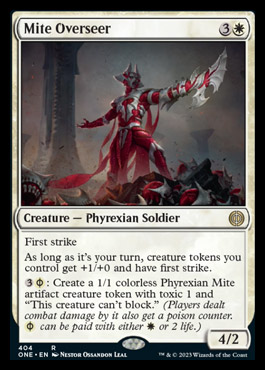 Mite Overseer 3
Creature — Phyrexian Soldier
First strike
As long as it's your turn, creature tokens you
control get +1/+0 and have first strike.
3 : Create a 1/1 colorless Phyrexian Mite
artifact creature token with toxic 1 and
"This creature can't block." (Players dealt
combat damage by it also get a poison counter.
can be paid with either or 2 life.)
4/2
404 R
ONE • EN NESTOR OSSANDON LEAL ™ & © 2023 Wizards of the Coast